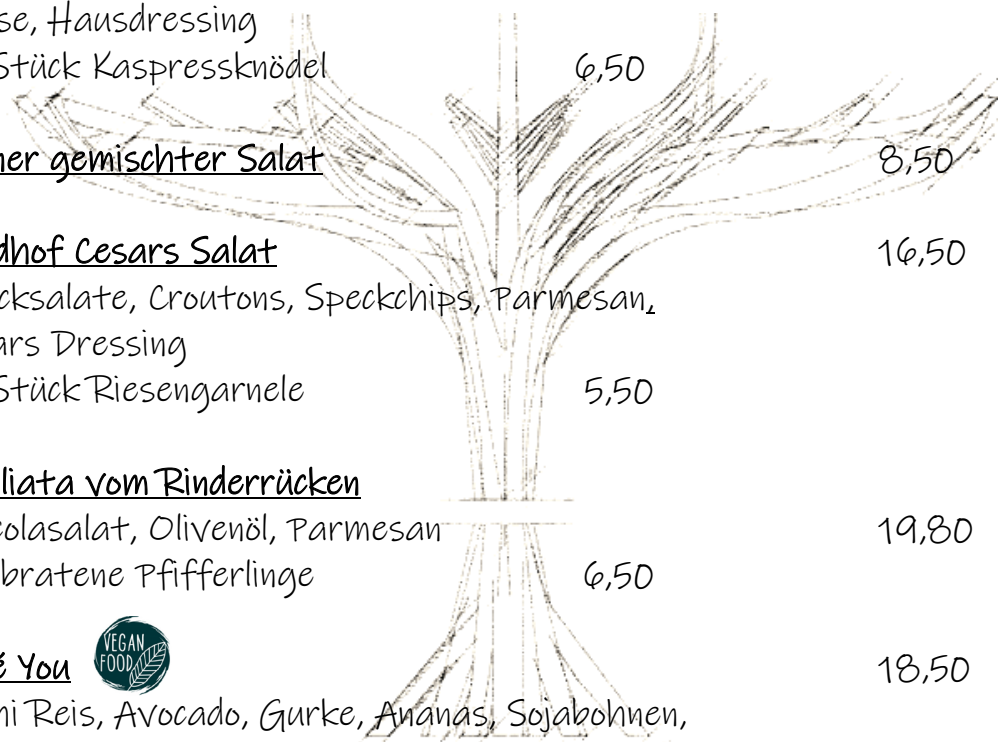 se, Hausdressing
Stück Kaspressknödel 6,50
ner gemischter Salat 8,50
dhof Cesars Salat 16,50
cksalate, Croutons, Speckchips, Parmesan,
ars Dressing
Stück Riesengarnele 5,50
liata vom Rinderrücken
colasalat, Olivenöl, Parmesan 19,80
bratene Pfifferlinge 6,50
é You VEGAN FOOD 18,50
ni Reis, Avocado, Gurke, Ananas, Sojabohnen,